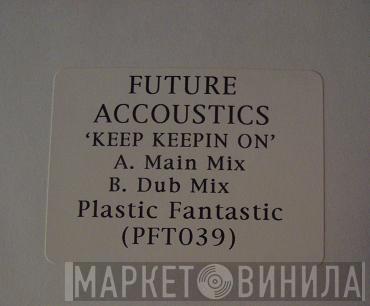 FUTURE
ACCOUSTICS
‘KEEP KEEPIN ON’
A. Main Mix
B. Dub Mix
Plastic Fantastic
(PFT039)
МАРКЕТ ВИНИЛА